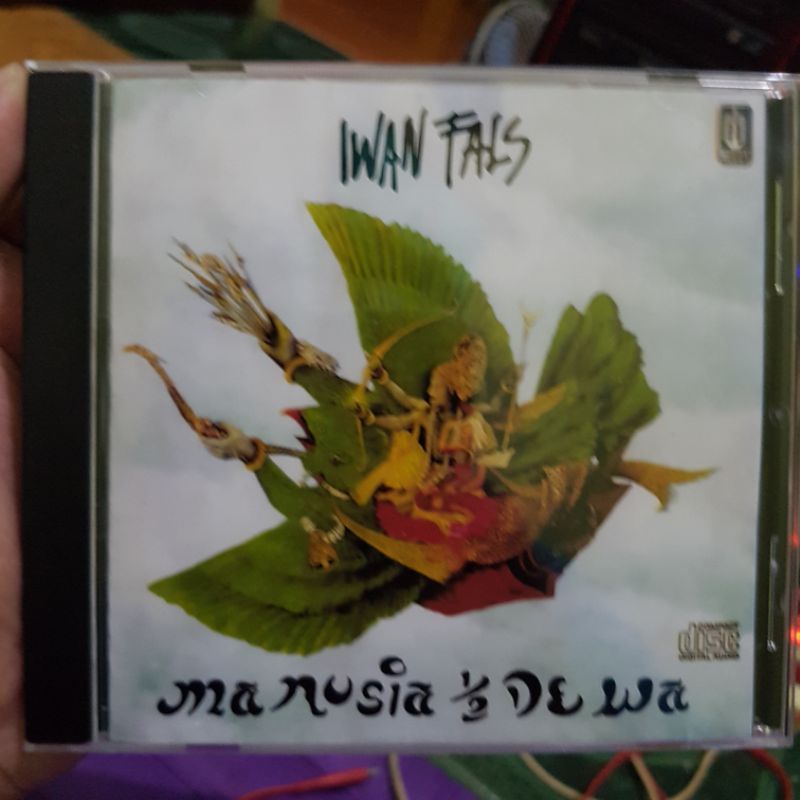 IWAN FALS
COMPACT
disc
DIGITAL AUDIO
MANUSIA ½ DEWA